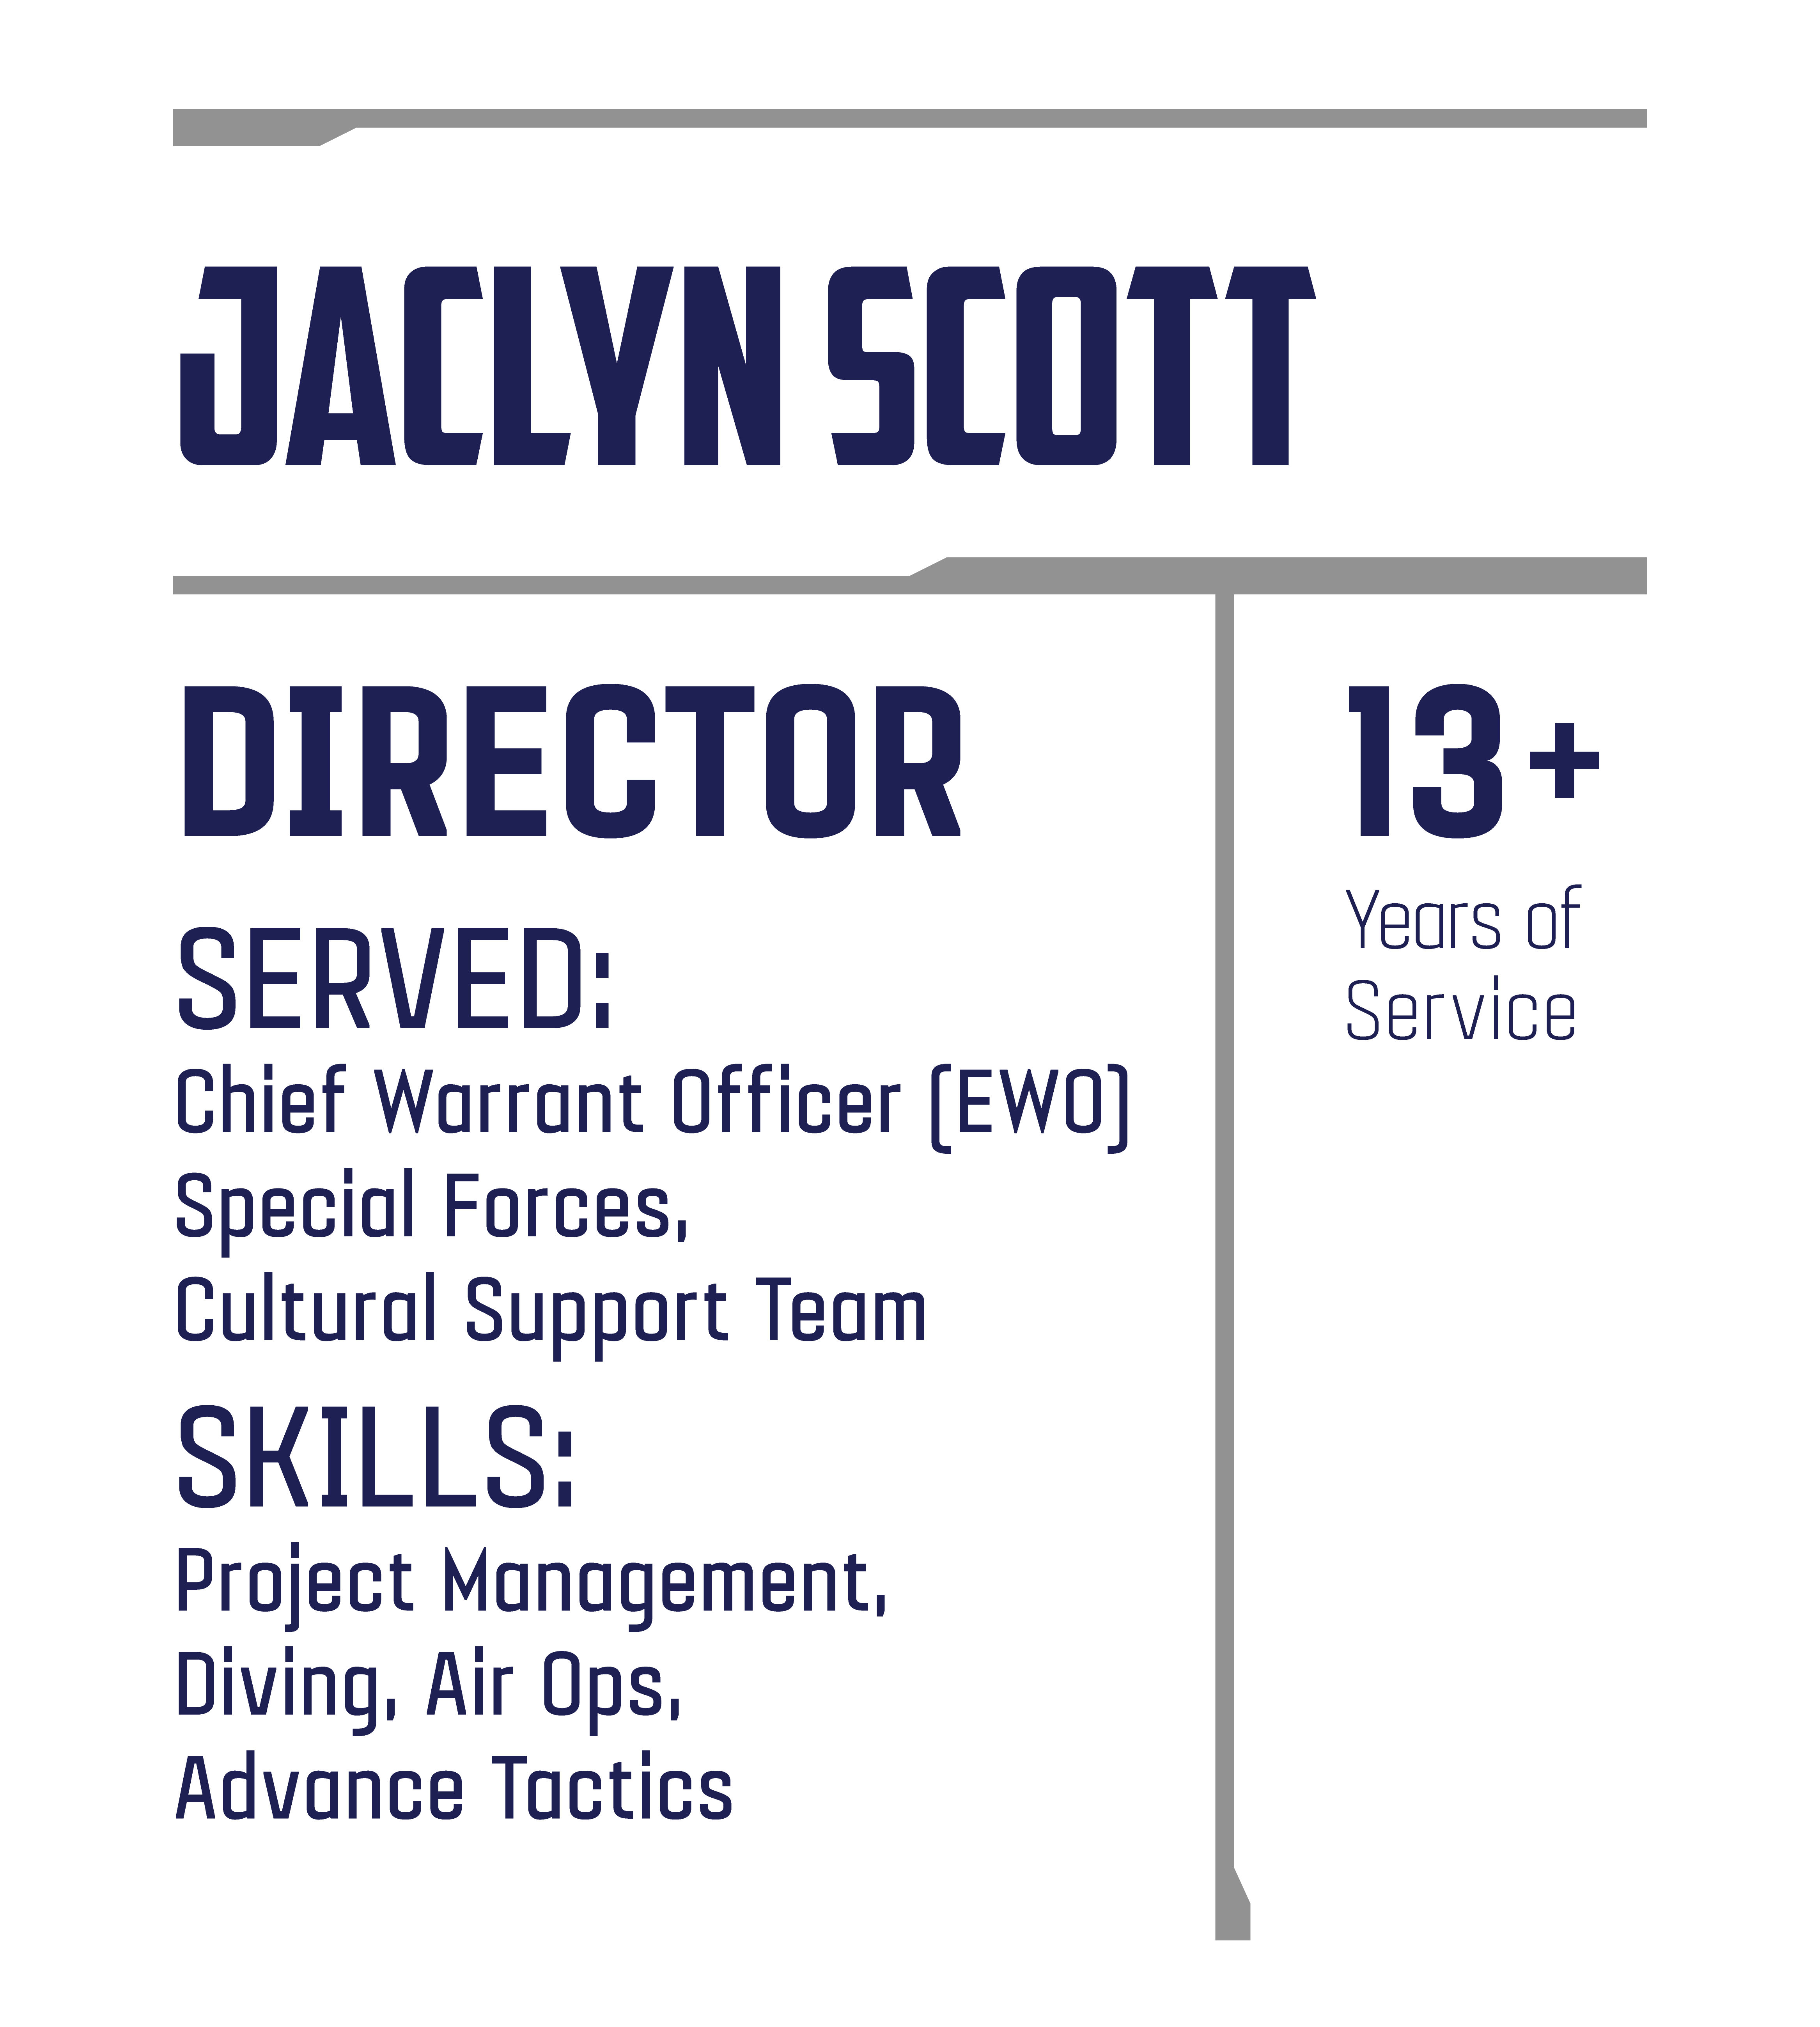 JACLYN SCOTT
DIRECTOR
SERVED:
Chief Warrant Officer (EWO)
Special Forces,
Cultural Support Team
SKILLS:
Project Management,
Diving, Air Ops,
Advance Tactics
13+
Years of
Service